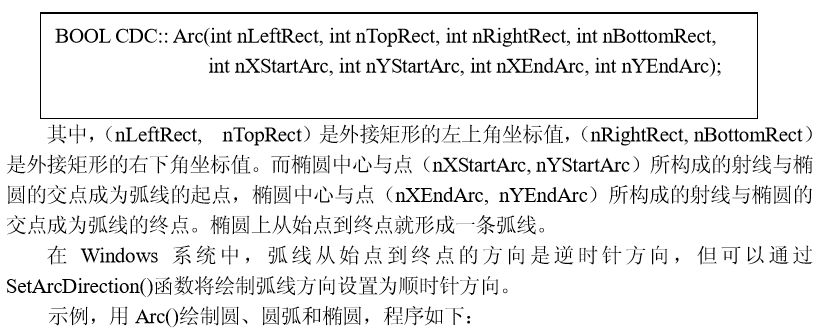 BOOL CDC:: Arc(int nLeftRect, int nTopRect, int nRightRect, int nBottomRect,
int nXStartArc, int nYStartArc, int nXEndArc, int nYEndArc);
其中，（nLeftRect, nTopRect）是外接矩形的左上角坐标值，（nRightRect, nBottomRect）
是外接矩形的右下角坐标值。而椭圆中心与点（nXStartArc, nYStartArc）所构成的射线与椭
圆的交点成为弧线的起点，椭圆中心与点（nXEndArc, nYEndArc）所构成的射线与椭圆的
交点成为弧线的终点。椭圆上从始点到终点就形成一条弧线。
在 Windows 系统中，弧线从始点到终点的方向是逆时针方向，但可以通过
SetArcDirection()函数将绘制弧线方向设置为顺时针方向。
示例，用 Arc()绘制圆、圆弧和椭圆，程序如下：